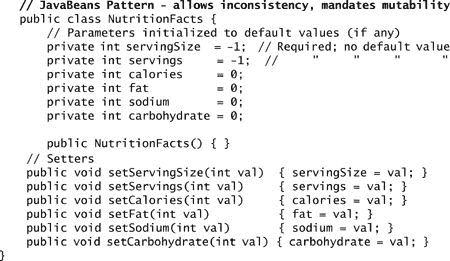 // JavaBeans Pattern - allows inconsistency, mandates mutability
public class NutritionFacts {
    // Parameters initialized to default values (if any)
    private int servingSize  = -1;  // Required; no default value
    private int servings     = -1;  //     "     "     "     "
    private int calories     = 0;
    private int fat          = 0;
    private int sodium       = 0;
    private int carbohydrate = 0;

    public NutritionFacts() { }
 // Setters
 public void setServingSize(int val)  { servingSize = val; }
 public void setServings(int val)     { servings = val; }
 public void setCalories(int val)     { calories = val; }
 public void setFat(int val)          { fat = val; }
 public void setSodium(int val)       { sodium = val; }
 public void setCarbohydrate(int val) { carbohydrate = val; }
}